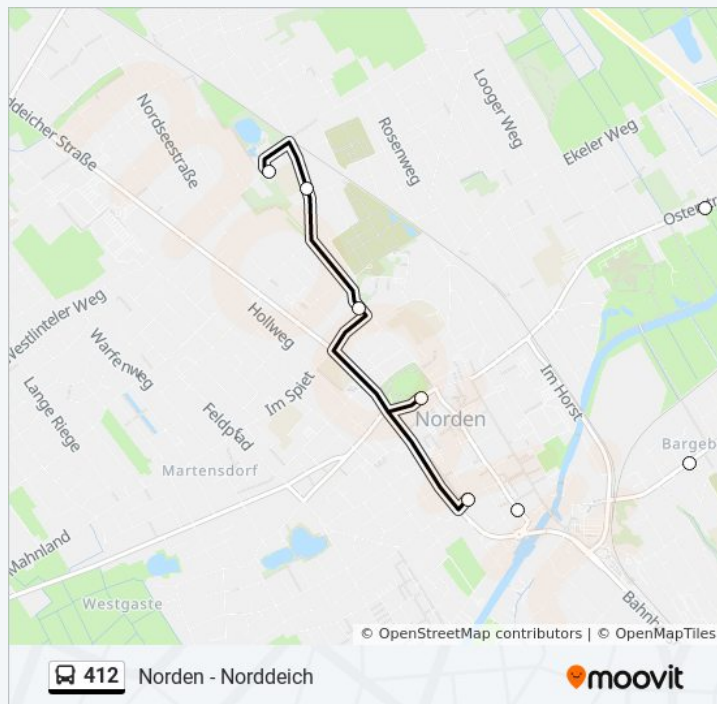 ddeicher Straße
Nordseestraße
Rosenweg
Looger Weg
Ekeler Weg
Osterstr
Westlinteler Weg
Hollweg
Warfenweg
Im Spiet
Lange Riege
Feldpfad
Im Horst
Norden
Bargeb
Martensdorf
Mahnland
Westgaste
Bahnh
© OpenStreetMap contributors | © OpenMapTiles
412
Norden - Norddeich
moovit